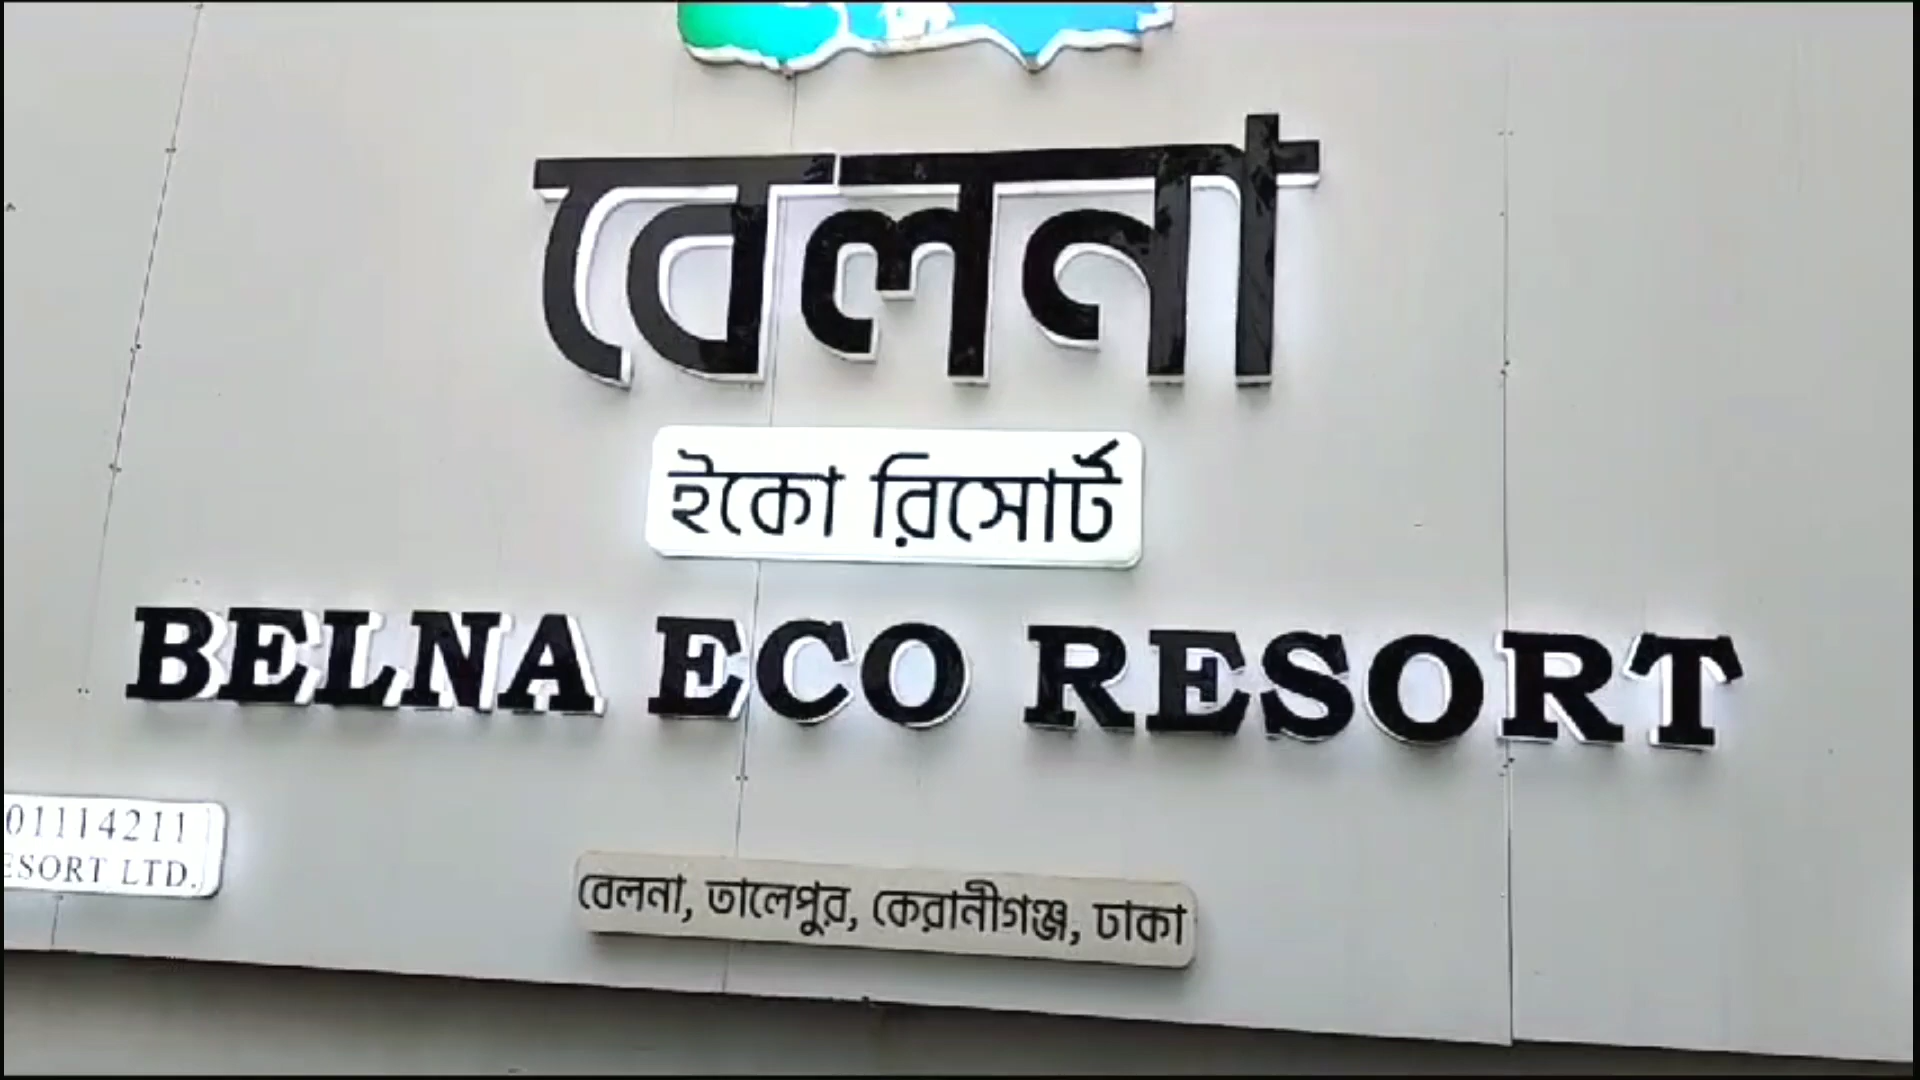 বেলনা
ইকো রিসোর্ট
BELNA ECO RESORT
01114211
ESORT LTD.
বেলনা, তালেপুর, কেরানীগঞ্জ, ঢাকা